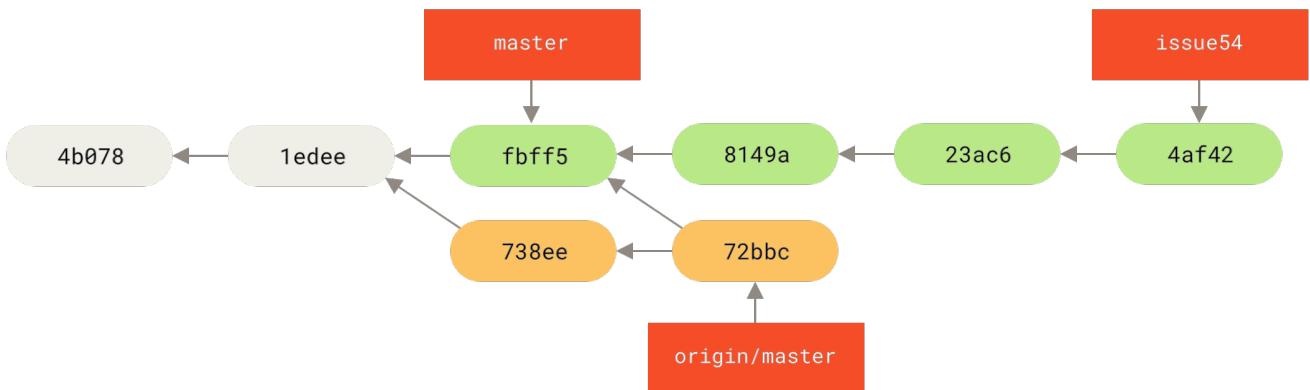 master
issue54
4b078
1edee
fbff5
8149a
23ac6
4af42
738ee
72bbc
origin/master